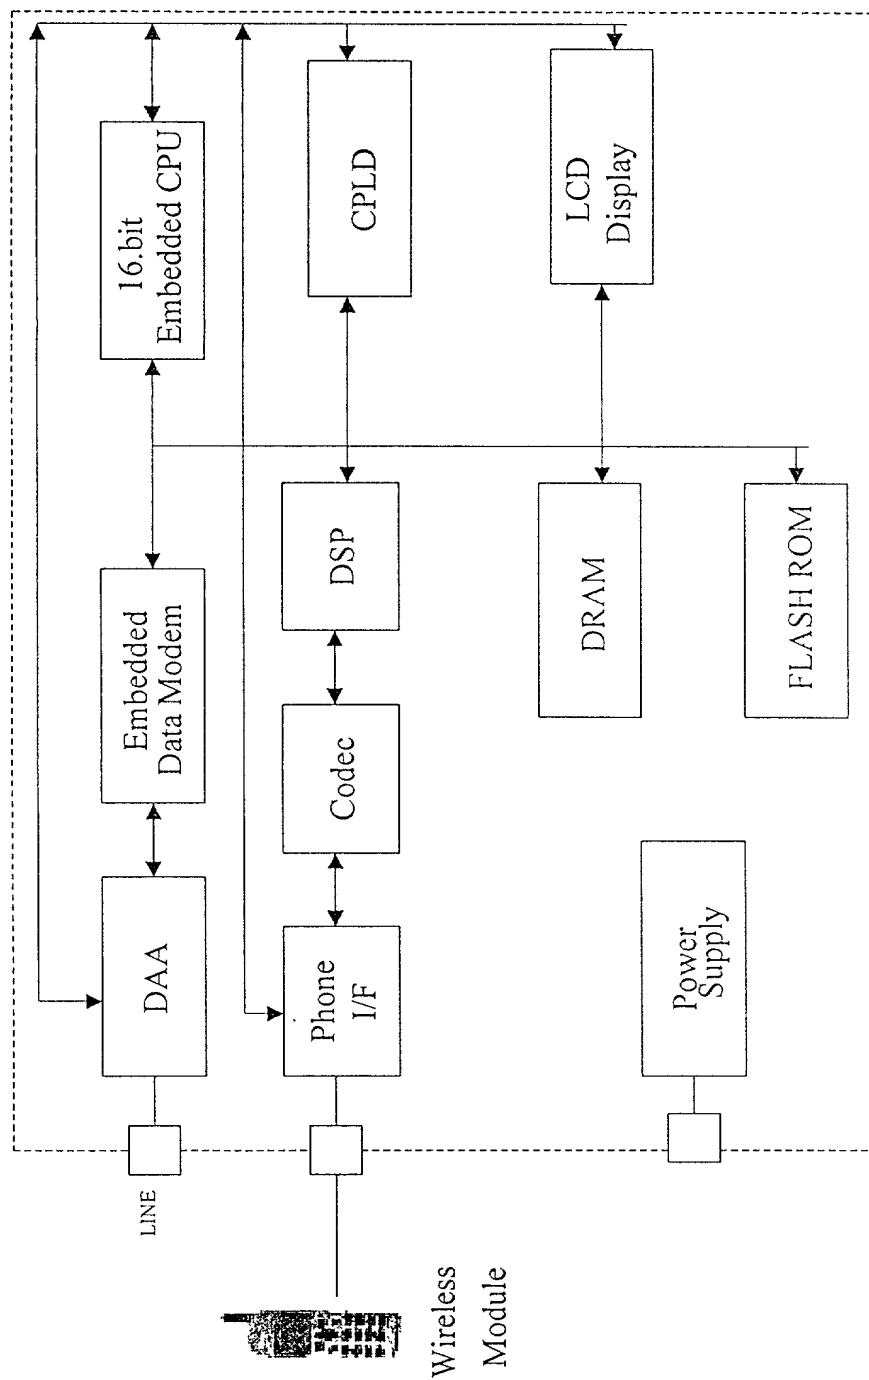 LINE
DAA
Embedded
Data Modem
16.bit
Embedded CPU
Wireless
Module
Phone
I/F
Codec
DSP
CPLD
DRAM
LCD
Display
Power
Supply
FLASH ROM